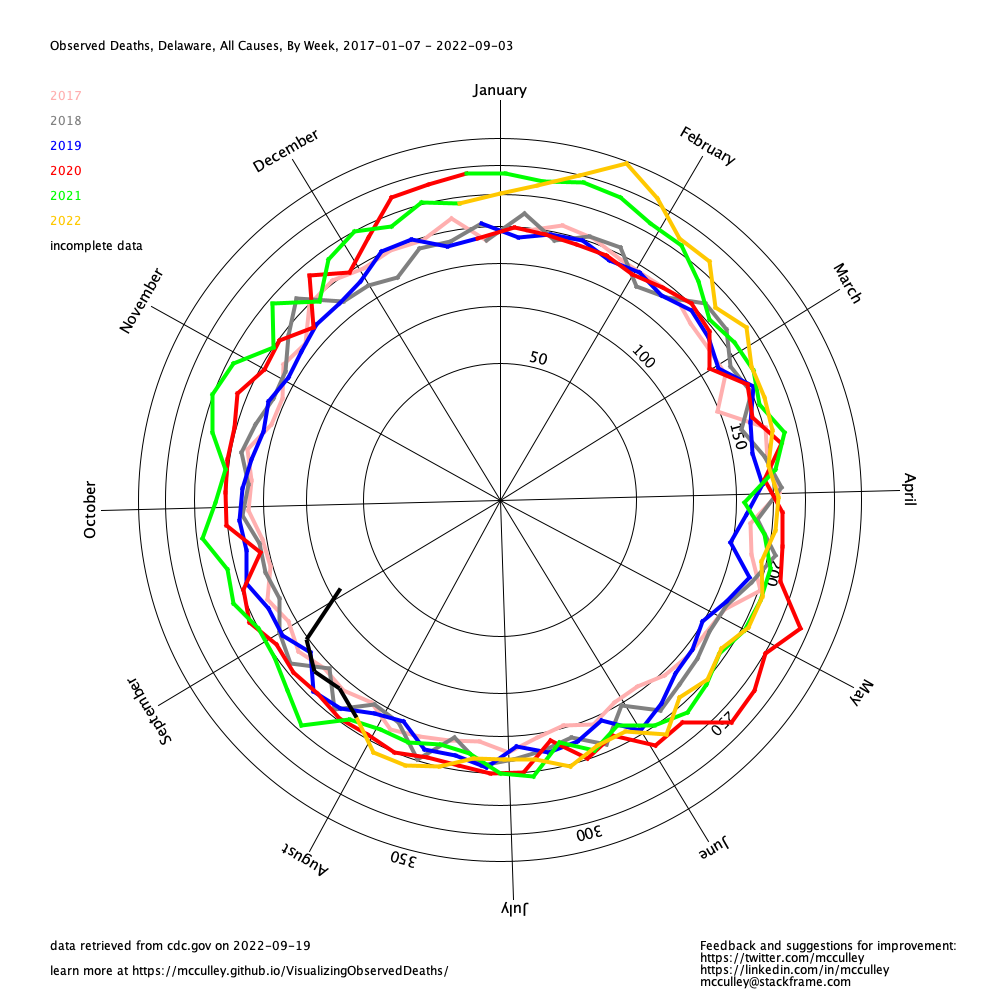 Observed Deaths, Delaware, All Causes, By Week, 2017-01-07 - 2022-09-03
2017
2018
2019
2020
2021
2022
incomplete data
January
February
March
April
May
June
July
August
September
October
November
December
50
100
150
200
250
300
350
data retrieved from cdc.gov on 2022-09-19
learn more at https://mcculley.github.io/VisualizingObservedDeaths/
Feedback and suggestions for improvement:
https://twitter.com/mcculley
https://linkedin.com/in/mcculley
mcculley@stackframe.com